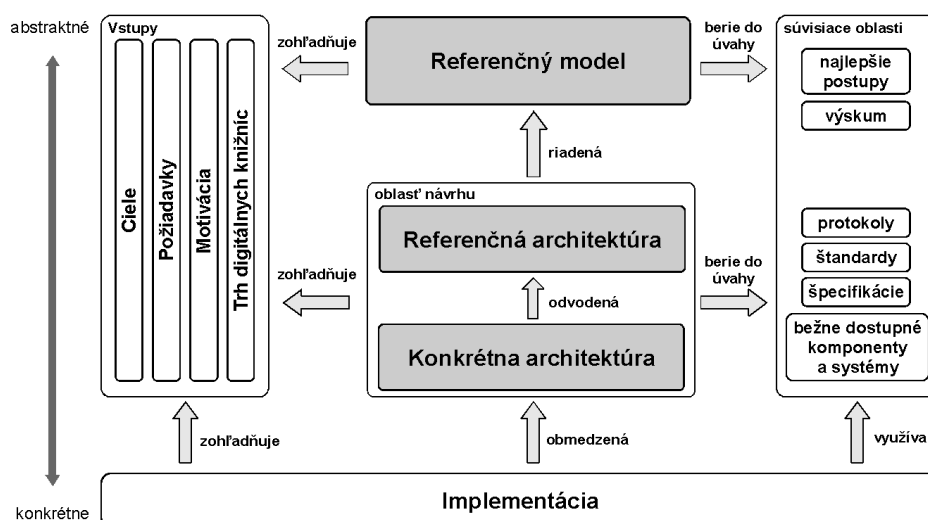 abstraktné
konkrétne
Vstupy
Ciele
Požiadavky
Motivácia
Trh digitálnych knižníc
zohľadňuje
Referenčný model
berie do
úvahy
súvisiace oblasti
najlepšie
postupy
výskum
riadená
oblasť návrhu
Referenčná architektúra
zohľadňuje
odvodená
Konkrétna architektúra
berie do
úvahy
protokoly
štandardy
špecifikácie
bežne dostupné
komponenty
a systémy
zohľadňuje
obmedzená
využíva
Implementácia